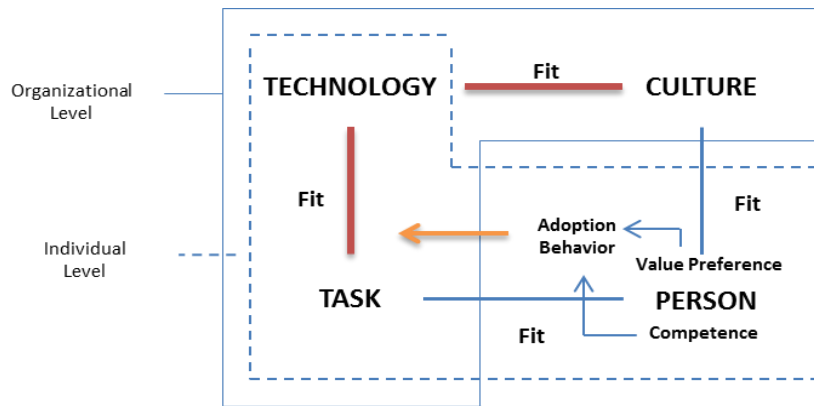 Organizational
Level
TECHNOLOGY
Fit
CULTURE
Fit
Fit
Individual
Level
Adoption
Behavior
Value Preference
TASK
PERSON
Fit
Competence